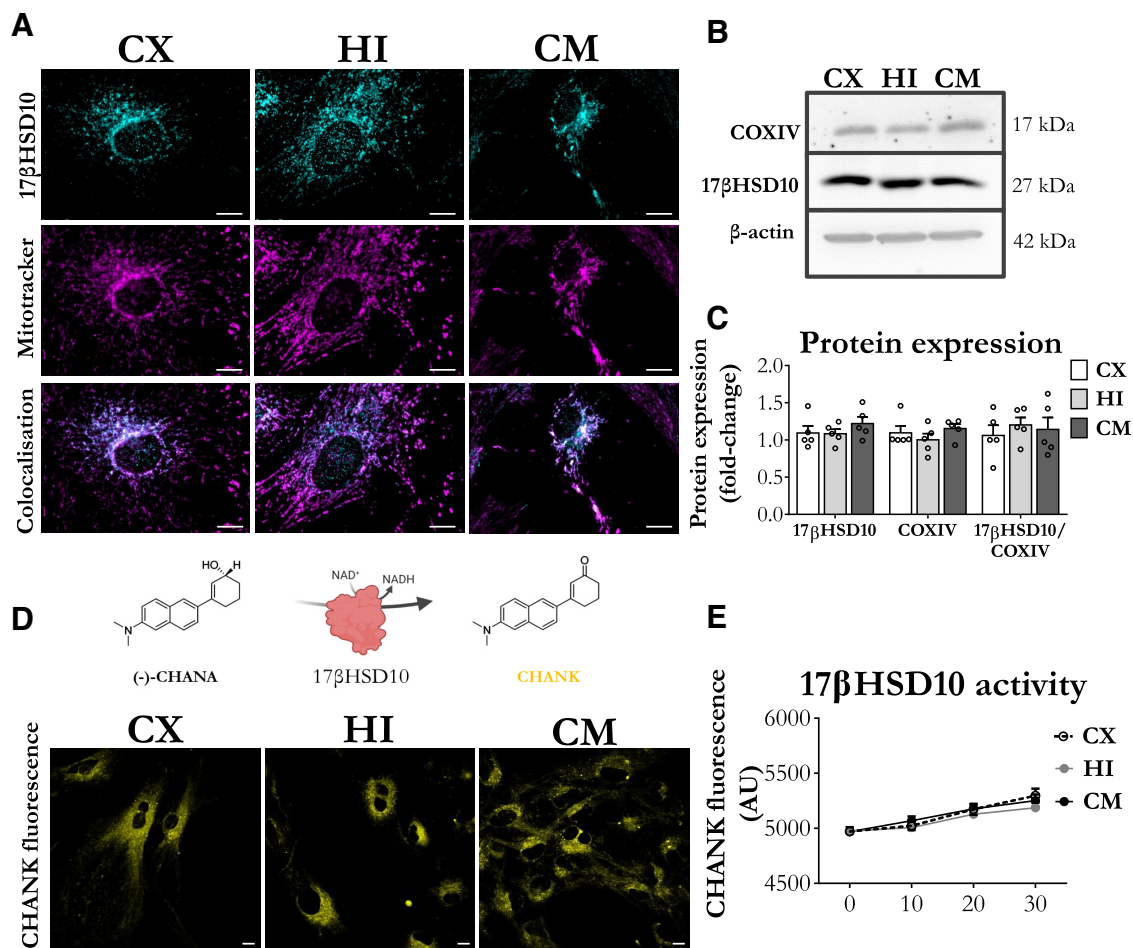 A
CX HI CM
17βHSD10
Mitotracker
Colocalisation
B
CX HI CM
COXIV 17 kDa
17βHSD10 27 kDa
β-actin 42 kDa
C
Protein expression
Protein expression
(fold-change)
2.0
1.5
1.0
0.5
0.0
17βHSD10 COXIV 17βHSD10/
COXIV
CX
HI
CM
D
HO H
N
(-)-CHANA
NAD⁺ NADH
17βHSD10
O
N
CHANK
CX HI CM
CHANK fluorescence
E
17βHSD10 activity
CHANK fluorescence
(AU)
6000
5500
5000
4500
0 10 20 30
CX
HI
CM